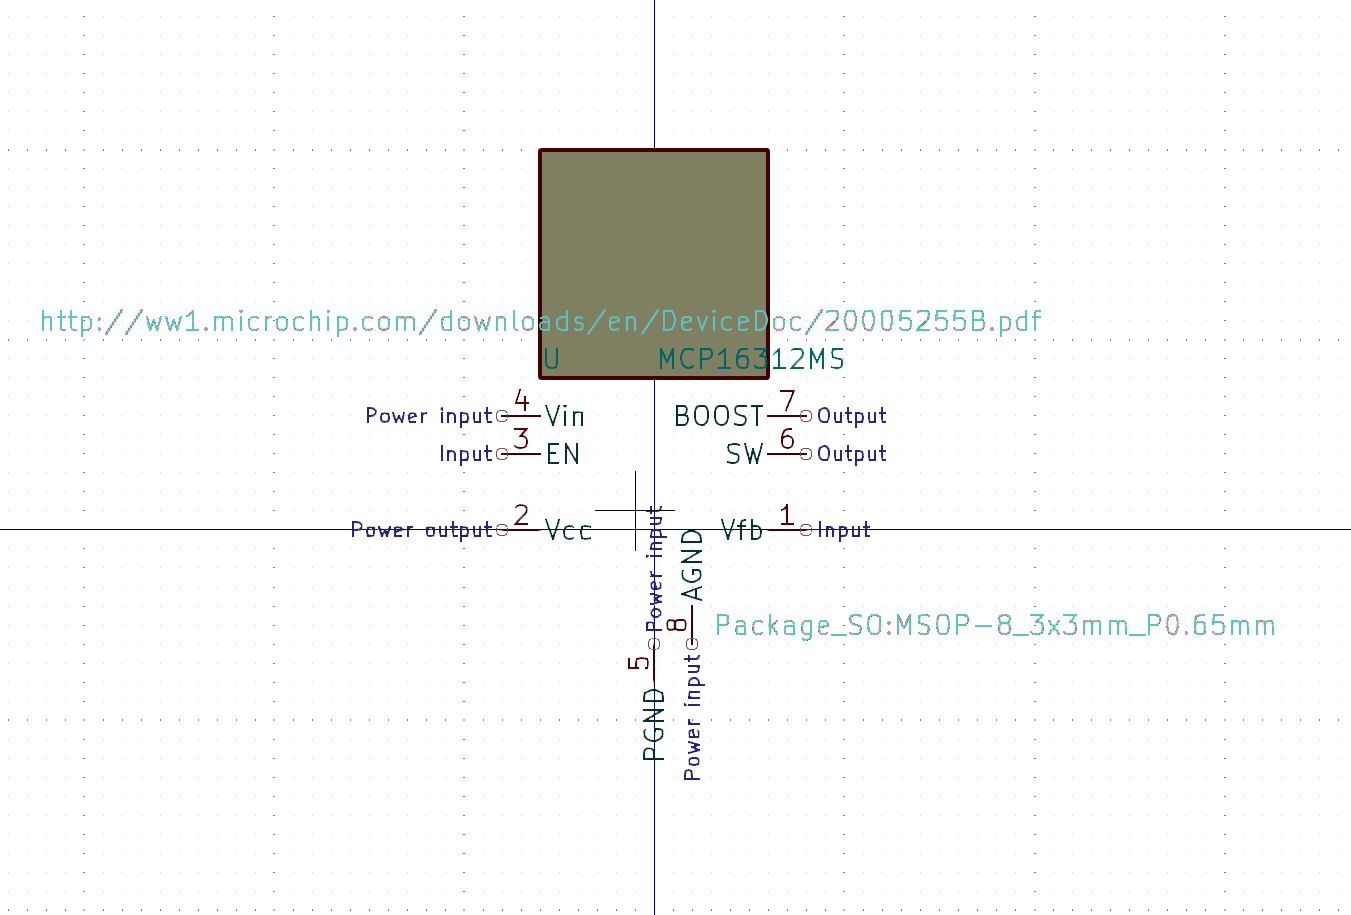 http://ww1.microchip.com/downloads/en/DeviceDoc/20005255B.pdf
U MCP16312MS
Power input 4 Vin BOOST 7 Output
Input 3 EN SW 6 Output
Power output 2 Vcc Vfb 1 Input
Power input 5 PGND
AGND 8 Power input
Package_SO:MSOP-8_3x3mm_P0.65mm